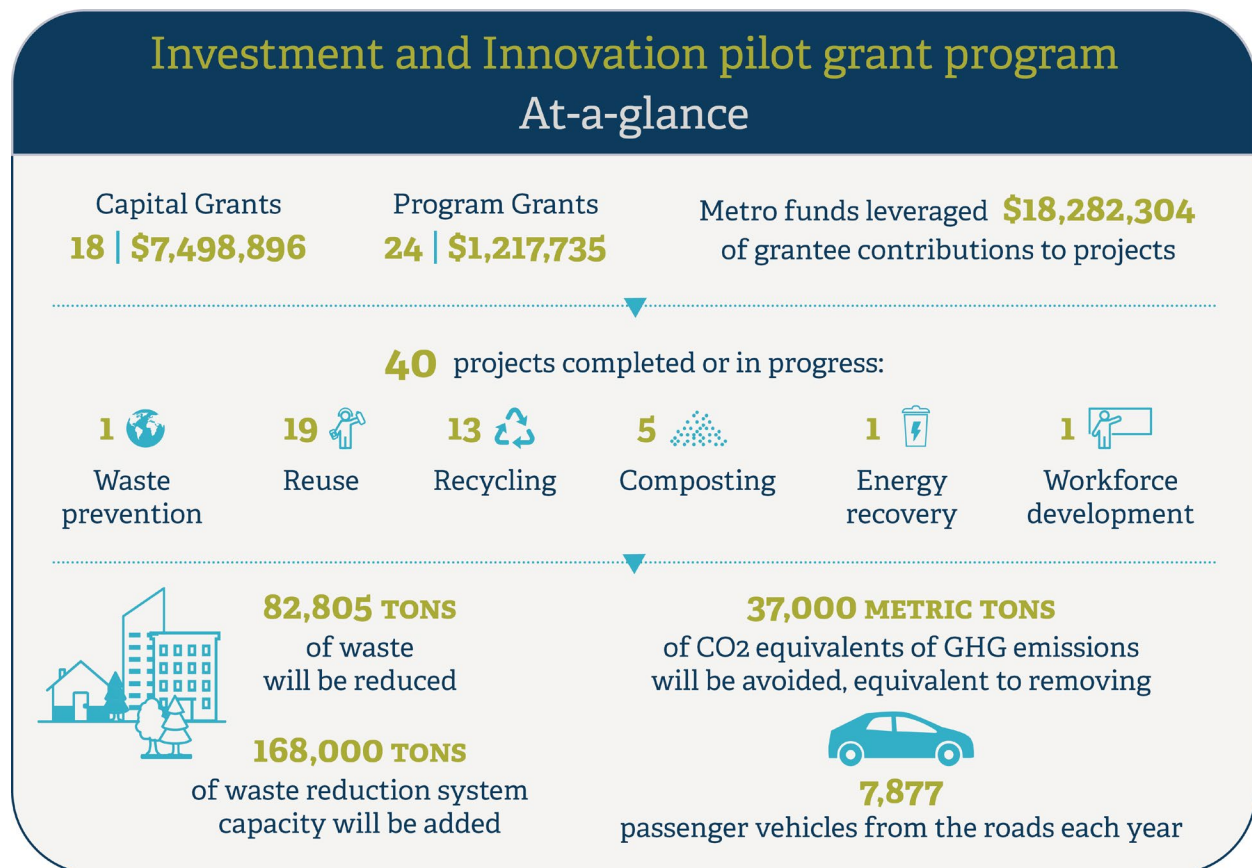 Investment and Innovation pilot grant program
At-a-glance
Capital Grants
18 | $7,498,896
Program Grants
24 | $1,217,735
Metro funds leveraged $18,282,304
of grantee contributions to projects
40 projects completed or in progress:
1
Waste
prevention
19
Reuse
13
Recycling
5
Composting
1
Energy
recovery
1
Workforce
development
82,805 TONS
of waste
will be reduced
168,000 TONS
of waste reduction system
capacity will be added
37,000 METRIC TONS
of CO2 equivalents of GHG emissions
will be avoided, equivalent to removing
7,877
passenger vehicles from the roads each year